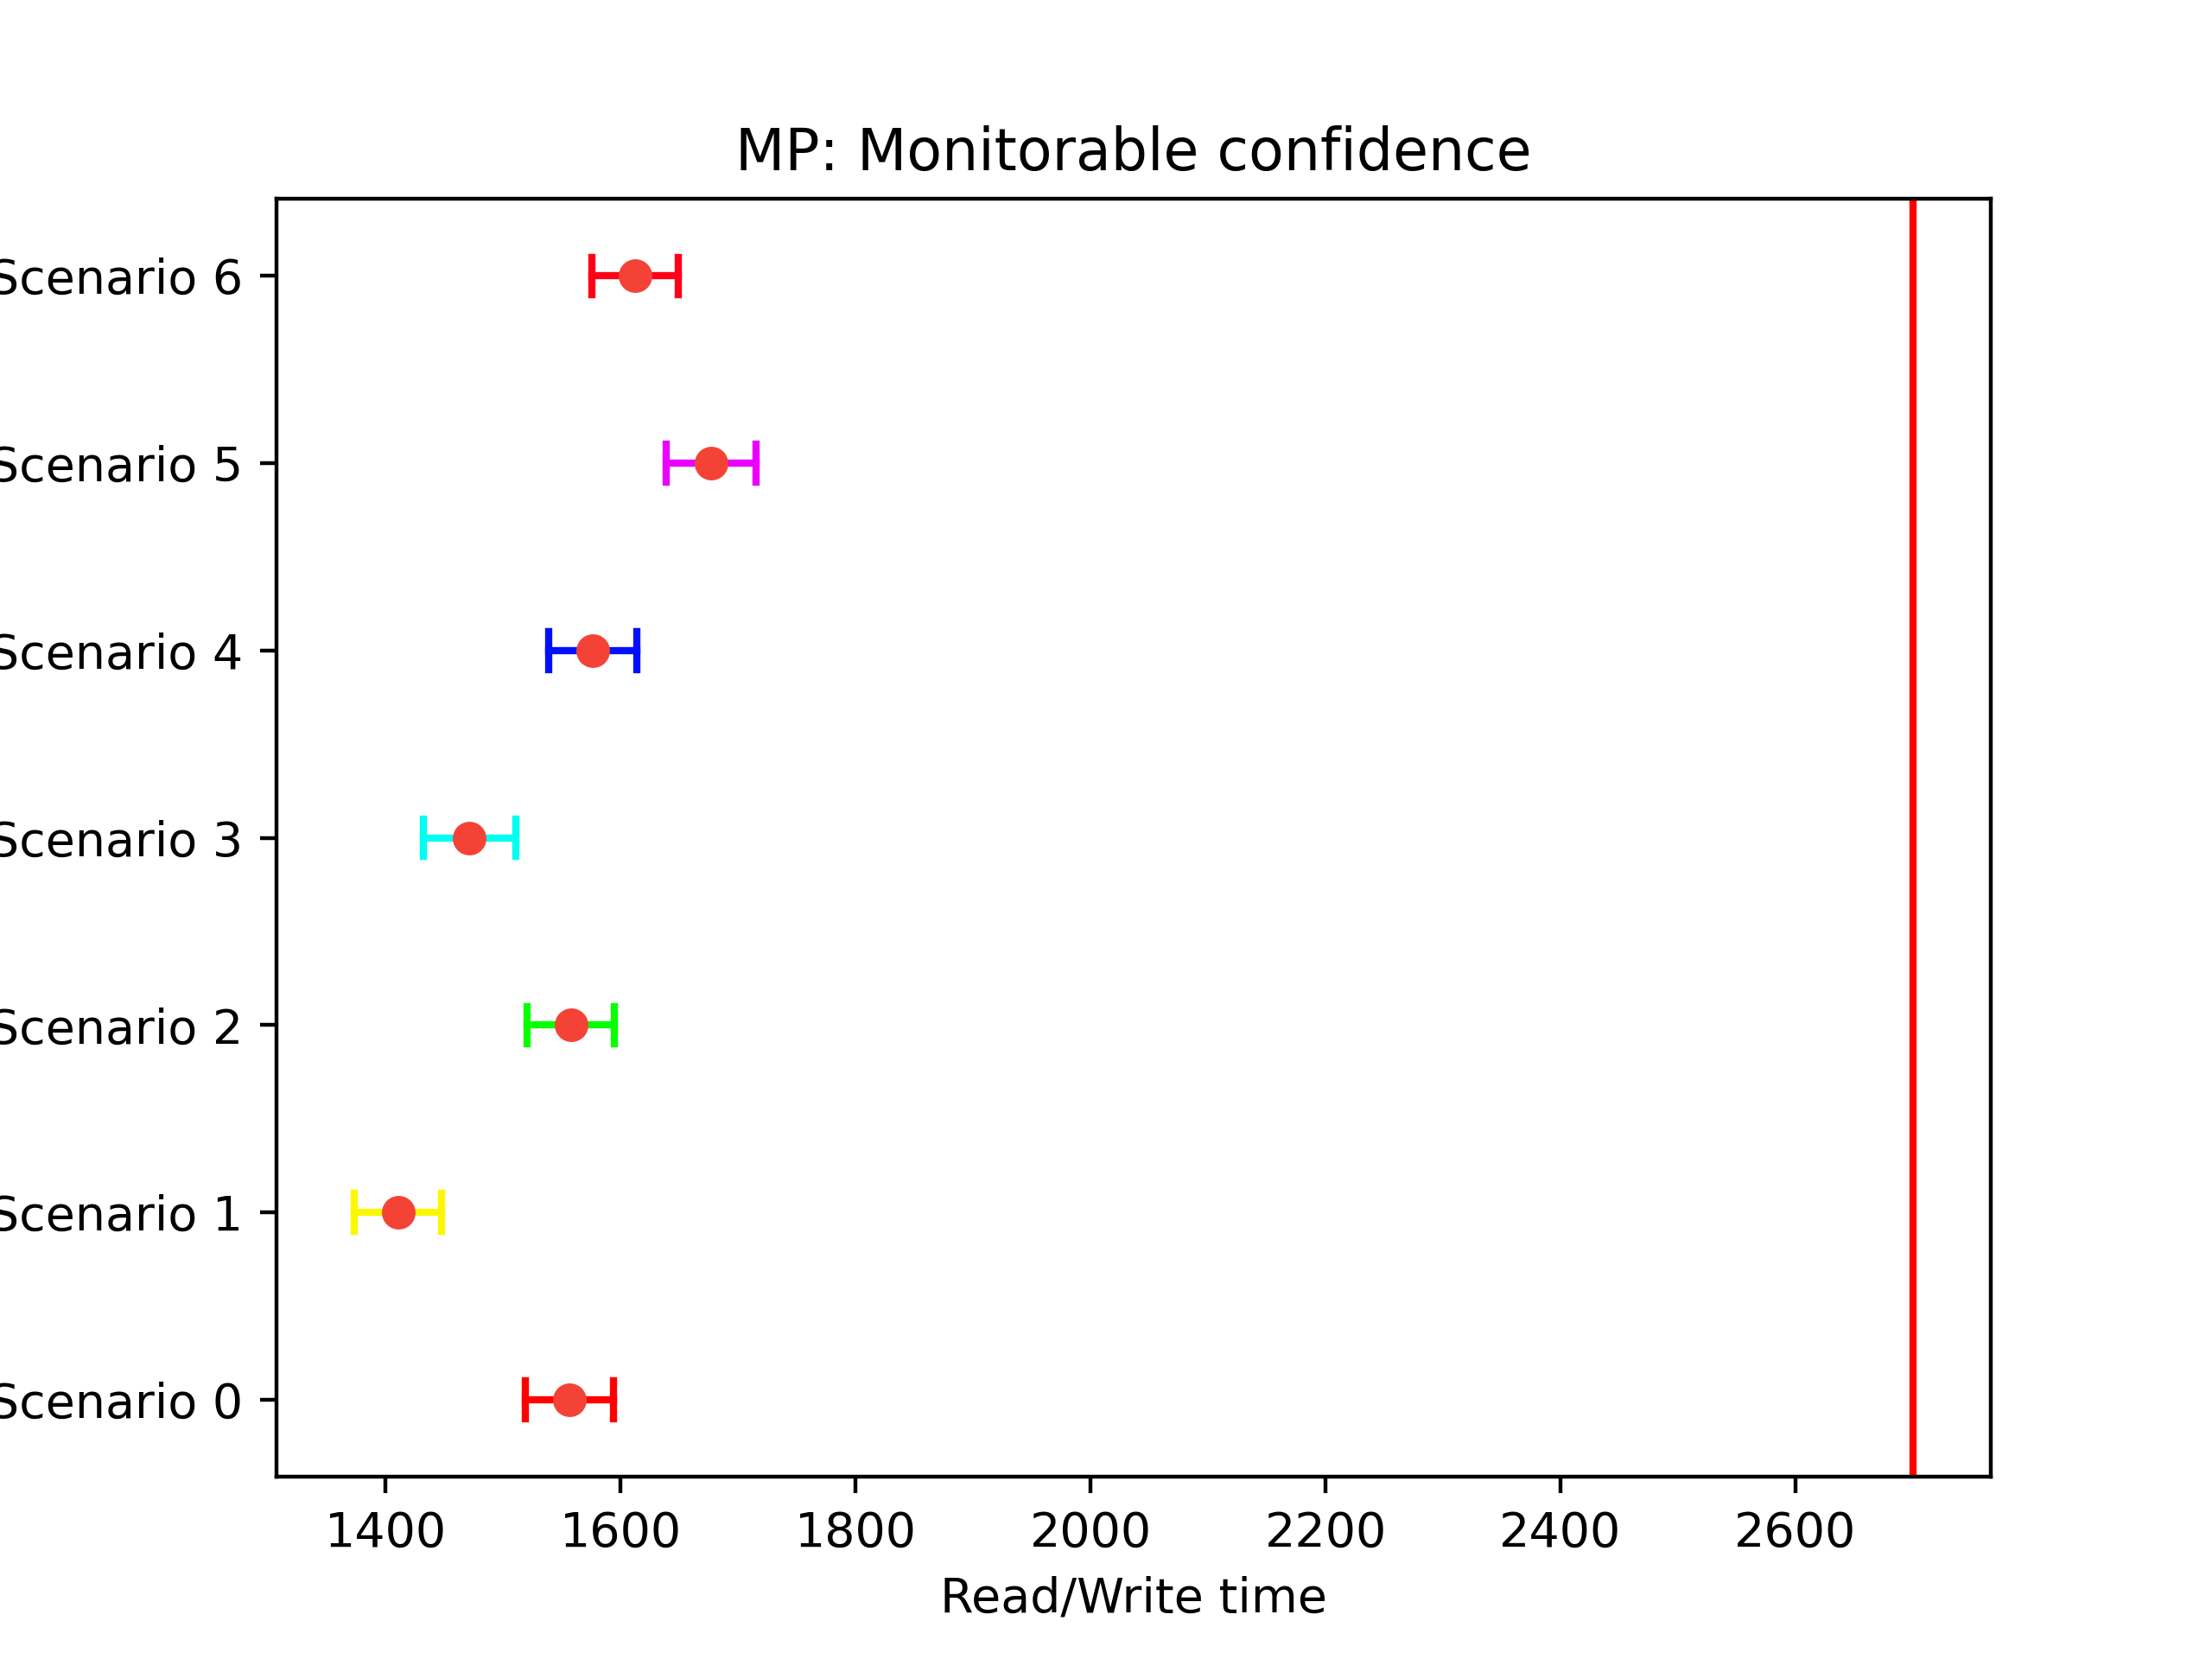 MP: Monitorable confidence
Scenario 6
Scenario 5
Scenario 4
Scenario 3
Scenario 2
Scenario 1
Scenario 0
1400 1600 1800 2000 2200 2400 2600
Read/Write time